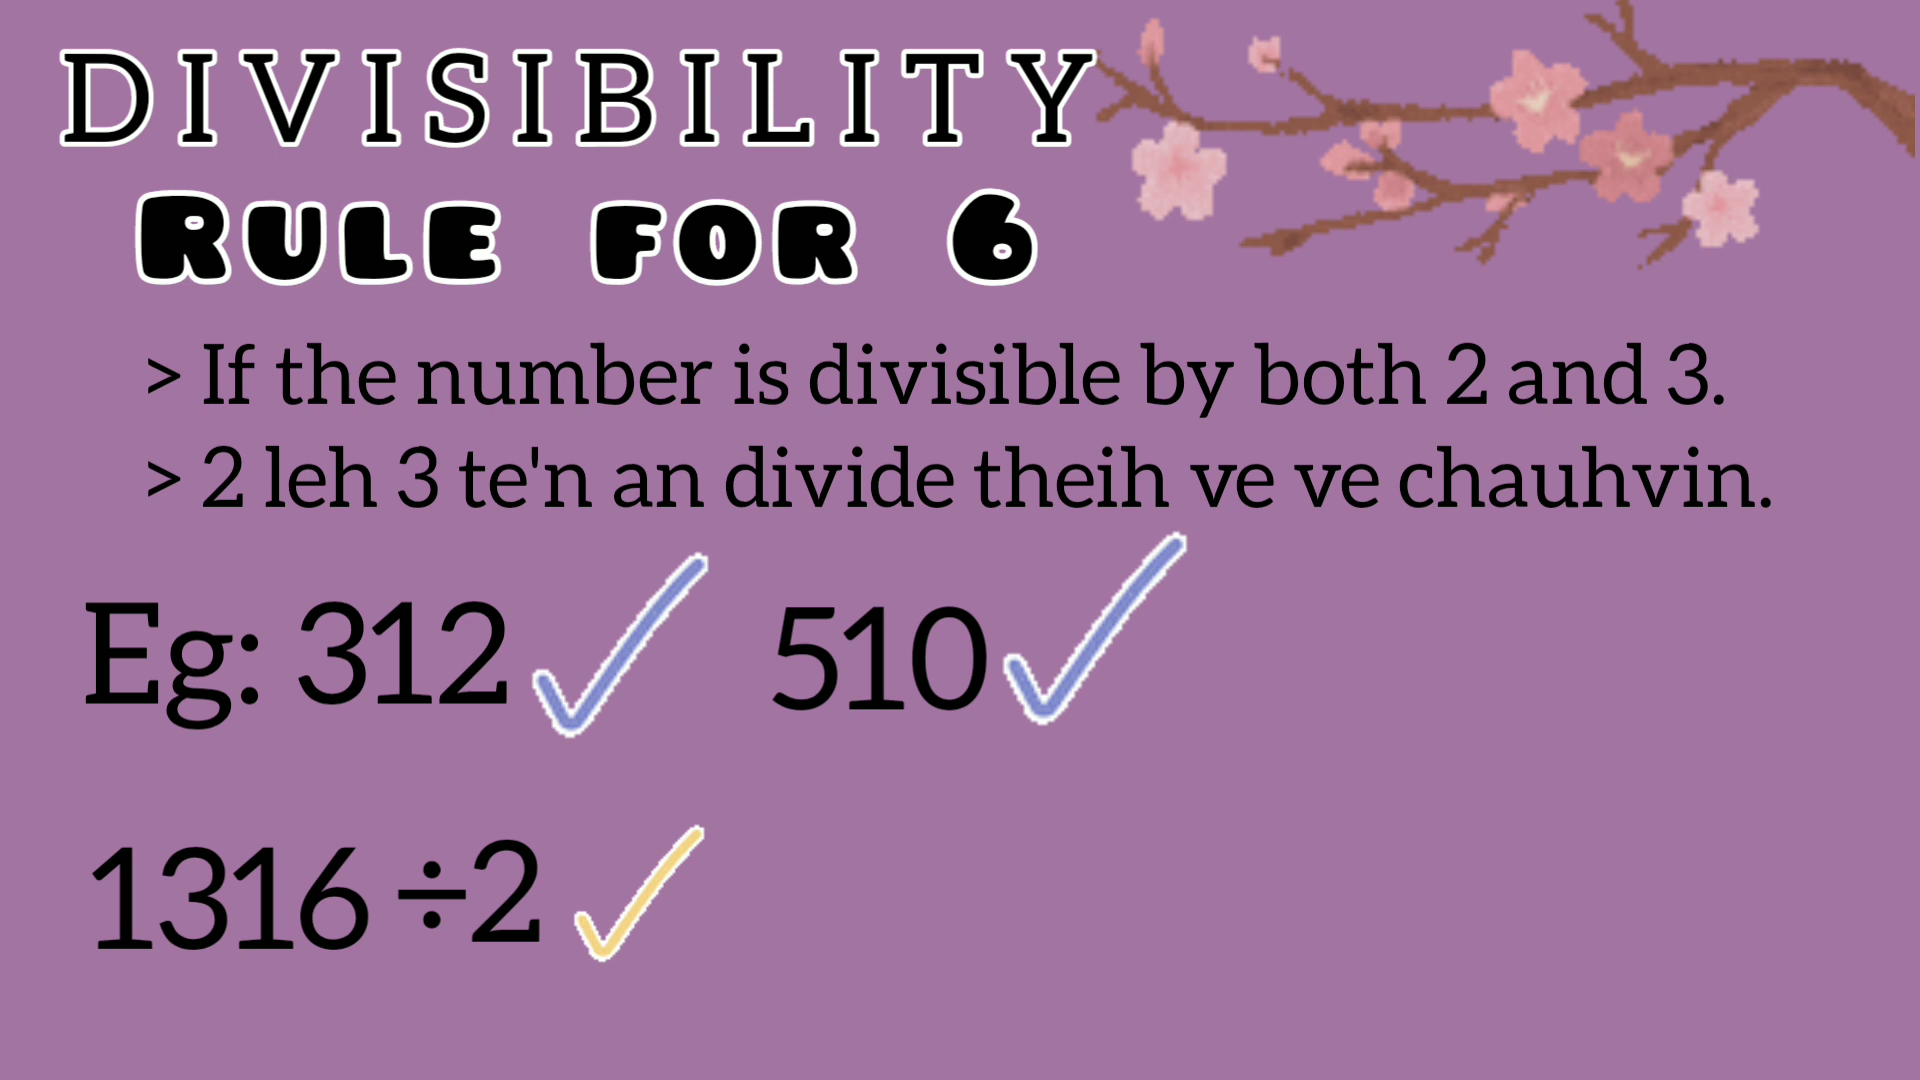 DIVISIBILITY
RULE FOR 6
> If the number is divisible by both 2 and 3.
> 2 leh 3 te'n an divide theih ve ve chauhvin.
Eg: 312 ✓ 510 ✓
1316 ÷2 ✓